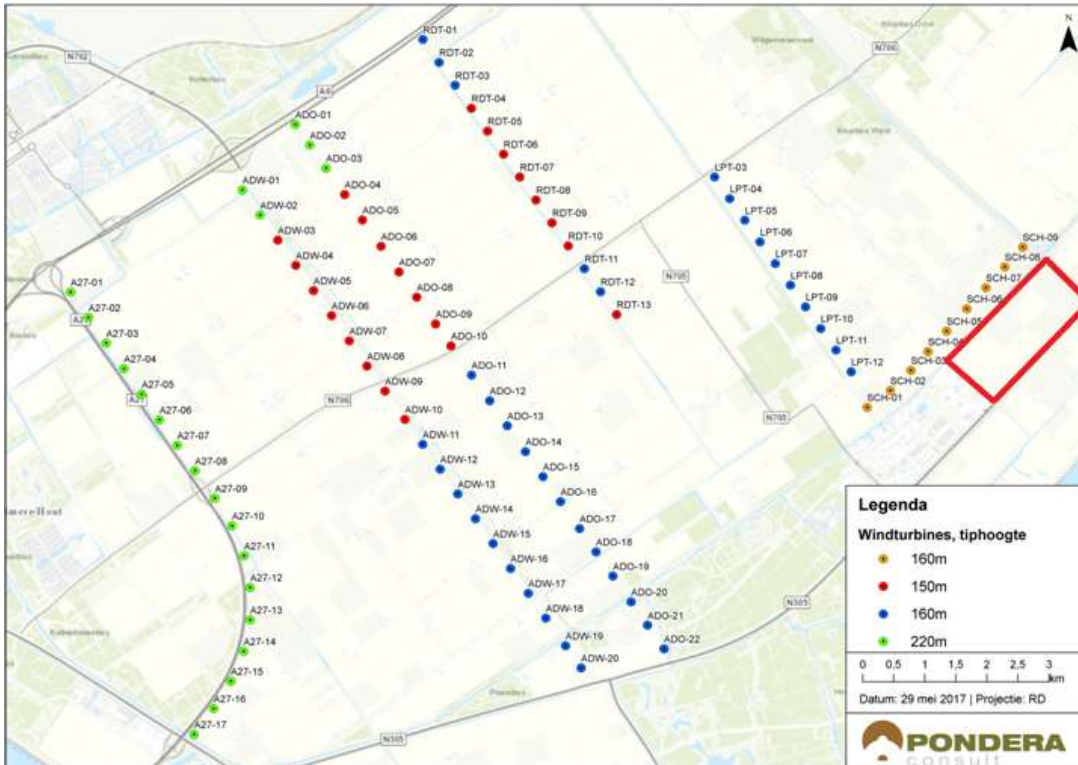 N
RDT-01
RDT-02
RDT-03
RDT-04
RDT-05
RDT-06
RDT-07
RDT-08
RDT-09
RDT-10
RDT-11
RDT-12
RDT-13
ADO-01
ADO-02
ADO-03
ADO-04
ADO-05
ADO-06
ADO-07
ADO-08
ADO-09
ADO-10
ADO-11
ADO-12
ADO-13
ADO-14
ADO-15
ADO-16
ADO-17
ADO-18
ADO-19
ADO-20
ADO-21
ADO-22
ADW-01
ADW-02
ADW-03
ADW-04
ADW-05
ADW-06
ADW-07
ADW-08
ADW-09
ADW-10
ADW-11
ADW-12
ADW-13
ADW-14
ADW-15
ADW-16
ADW-17
ADW-18
ADW-19
ADW-20
A27-01
A27-02
A27-03
A27-04
A27-05
A27-06
A27-07
A27-08
A27-09
A27-10
A27-11
A27-12
A27-13
A27-14
A27-15
A27-16
A27-17
LPT-03
LPT-04
LPT-05
LPT-06
LPT-07
LPT-08
LPT-09
LPT-10
LPT-11
LPT-12
SCH-09
SCH-08
SCH-07
SCH-06
SCH-05
SCH-04
SCH-03
SCH-02
SCH-01
N702
A6
N706
N705
N706
N705
A27
N305
N305
Legenda
Windturbines, tiphoogte
160m
150m
160m
220m
0 0,5 1 1,5 2 2,5 3
km
Datum: 29 mei 2017 | Projectie: RD
PONDERA
consult